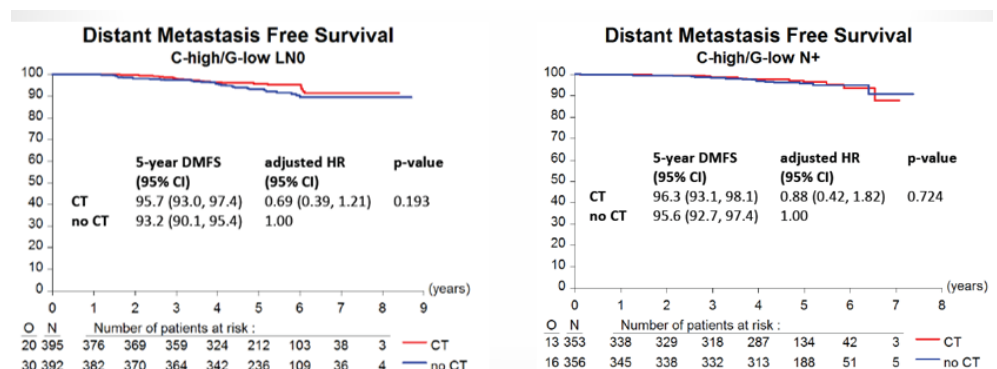 Distant Metastasis Free Survival
C-high/G-low LN0
100
90
80
70
60
50
40
30
20
10
0
5-year DMFS adjusted HR p-value
(95% CI) (95% CI)
CT 95.7 (93.0, 97.4) 0.69 (0.39, 1.21) 0.193
no CT 93.2 (90.1, 95.4) 1.00
(years)
0 1 2 3 4 5 6 7 8 9
O N Number of patients at risk :
20 395 376 369 359 324 212 103 38 3 CT
30 392 382 370 364 342 236 109 36 4 no CT
Distant Metastasis Free Survival
C-high/G-low N+
100
90
80
70
60
50
40
30
20
10
0
5-year DMFS adjusted HR p-value
(95% CI) (95% CI)
CT 96.3 (93.1, 98.1) 0.88 (0.42, 1.82) 0.724
no CT 95.6 (92.7, 97.4) 1.00
(years)
0 1 2 3 4 5 6 7 8
O N Number of patients at risk :
13 353 338 329 318 287 134 42 3 CT
16 356 345 338 332 313 188 51 5 no CT